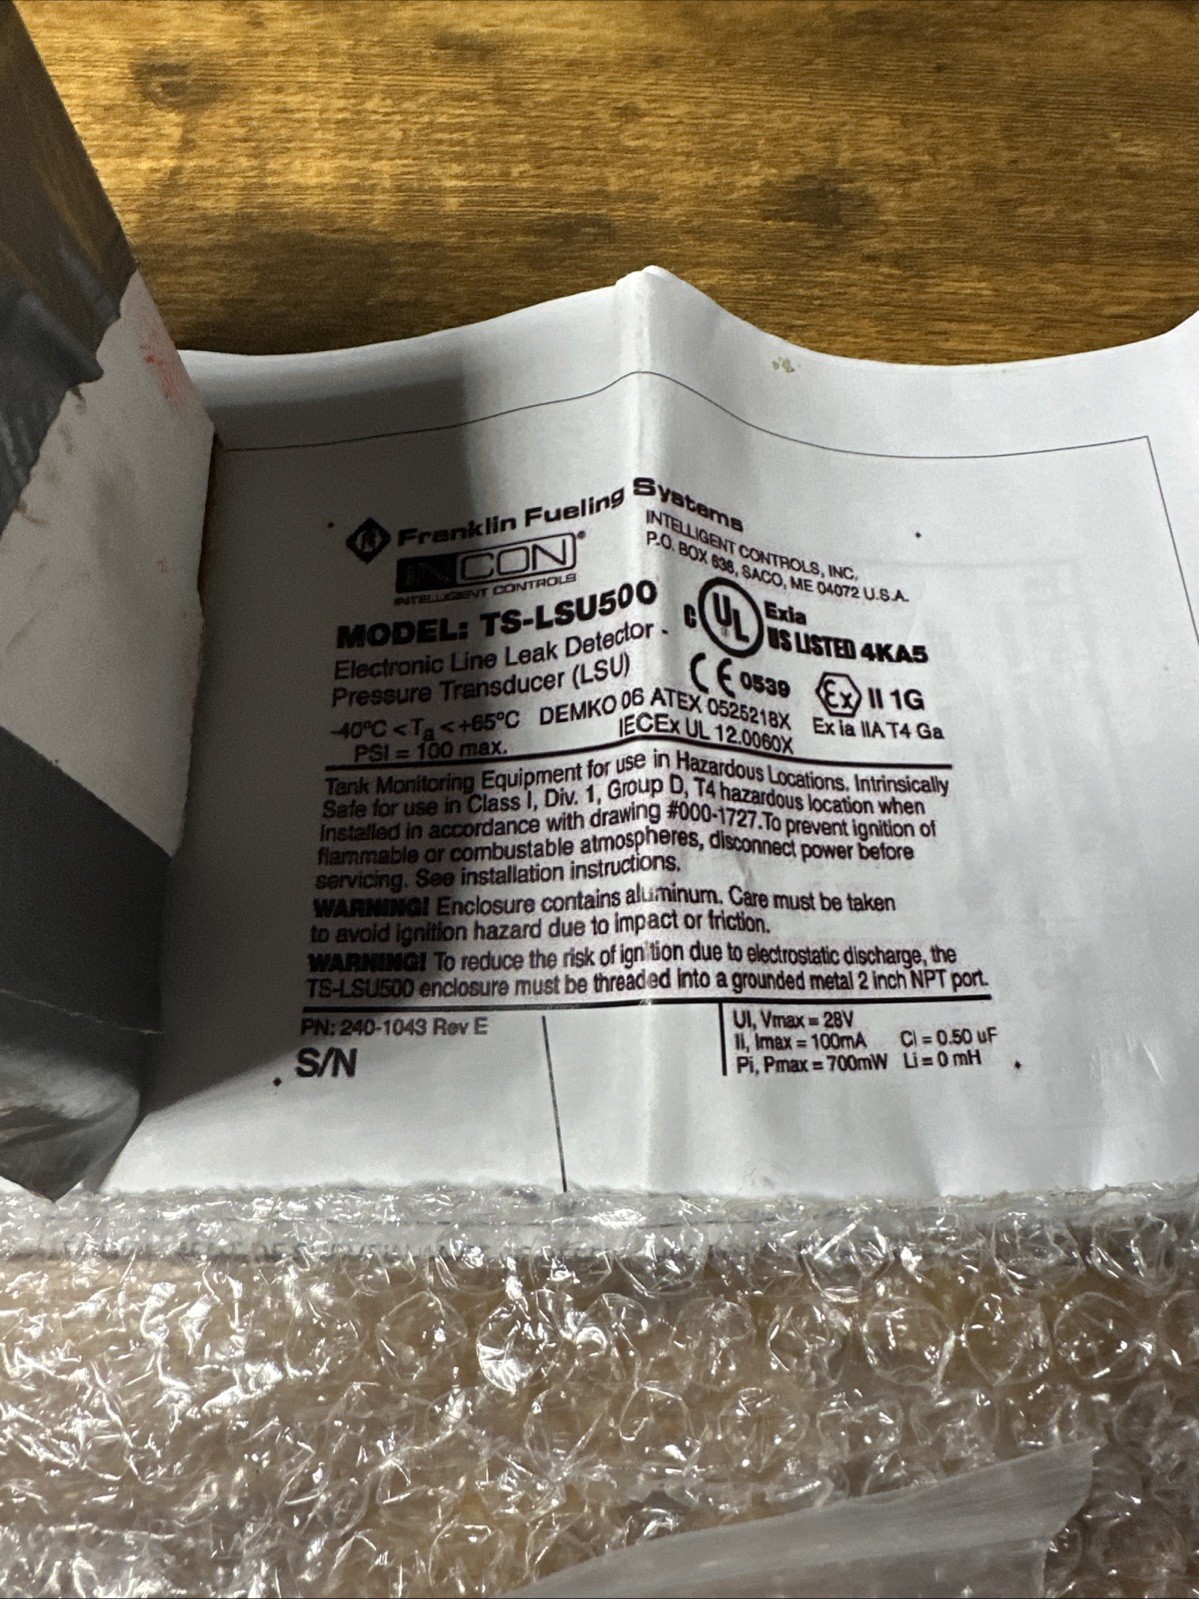 Franklin Fueling Systems
INCON
INTELLIGENT CONTROLS
INTELLIGENT CONTROLS, INC,
P.O. BOX 638, SACO, ME 04072 U.S.A.
MODEL: TS-LSU500
Electronic Line Leak Detector -
Pressure Transducer (LSU)
-40°C < Ta < +65°C
PSI = 100 max.
C UL US LISTED 4KA5
Exia
CE 0539
Ex II 1G
DEMKO 06 ATEX 0525218X
Ex ia IIA T4 Ga
IECEx UL 12.0060X
Tank Monitoring Equipment for use in Hazardous Locations. Intrinsically
Safe for use in Class I, Div. 1, Group D, T4 hazardous location when
installed in accordance with drawing #000-1727. To prevent ignition of
flammable or combustable atmospheres, disconnect power before
servicing. See installation instructions.
WARNING! Enclosure contains aluminum. Care must be taken
to avoid ignition hazard due to impact or friction.
WARNING! To reduce the risk of ignition due to electrostatic discharge, the
TS-LSU500 enclosure must be threaded into a grounded metal 2 inch NPT port.
PN: 240-1043 Rev E
S/N
Ui, Vmax = 28V
Ii, Imax = 100mA Ci = 0.50 uF
Pi, Pmax = 700mW Li = 0 mH